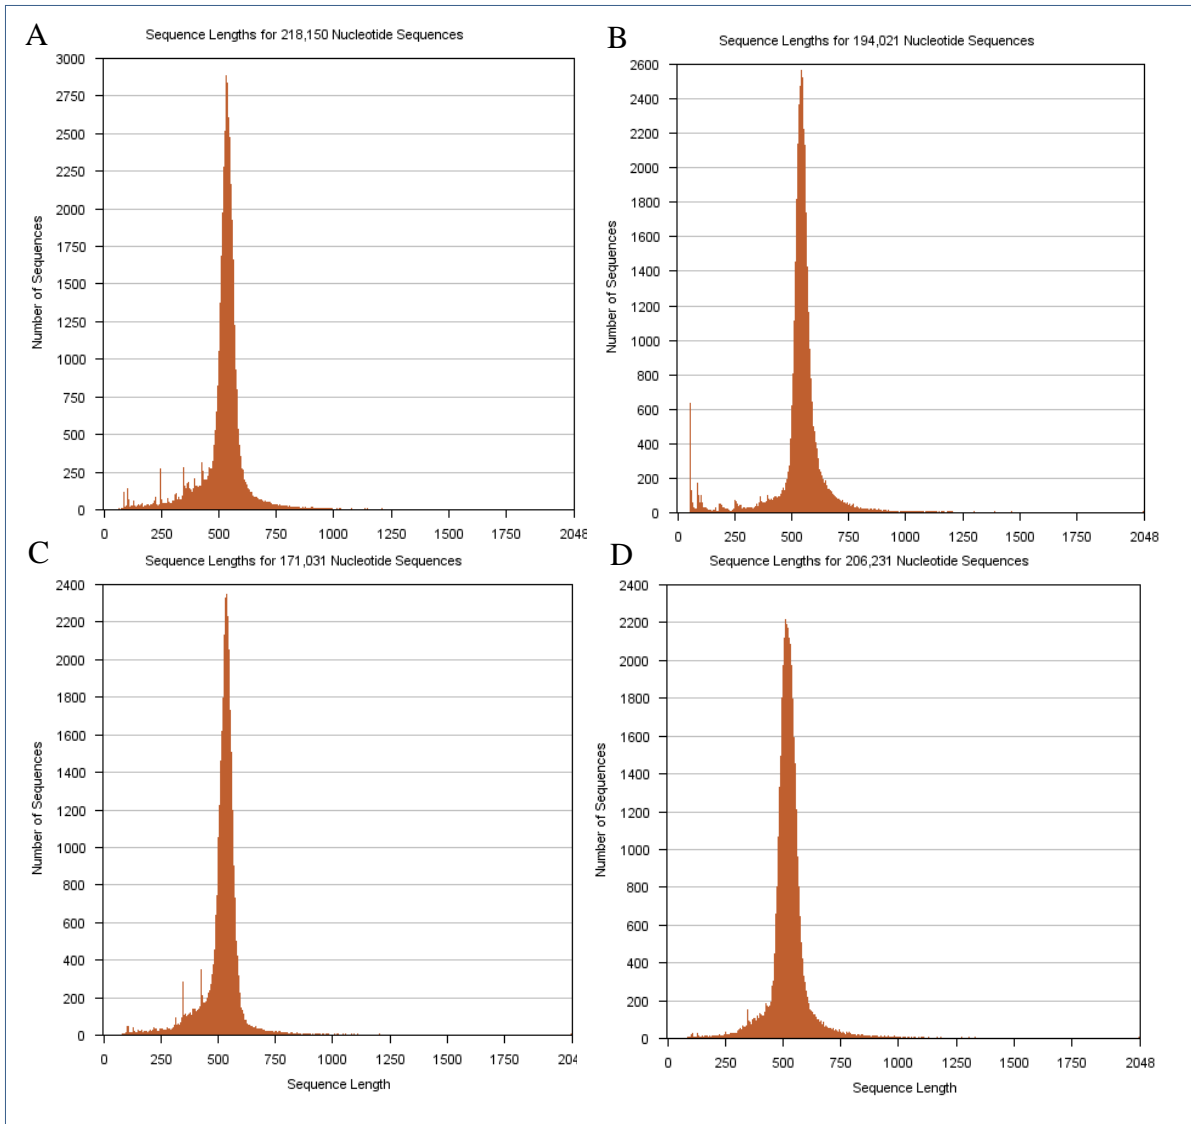 A
Sequence Lengths for 218,150 Nucleotide Sequences
3000
2750
2500
2250
2000
1750
1500
1250
1000
750
500
250
0
Number of Sequences
0 250 500 750 1000 1250 1500 1750 2048
B
Sequence Lengths for 194,021 Nucleotide Sequences
2600
2400
2200
2000
1800
1600
1400
1200
1000
800
600
400
200
0
Number of Sequences
0 250 500 750 1000 1250 1500 1750 2048
C
Sequence Lengths for 171,031 Nucleotide Sequences
2400
2200
2000
1800
1600
1400
1200
1000
800
600
400
200
0
Number of Sequences
0 250 500 750 1000 1250 1500 1750 204
Sequence Length
D
Sequence Lengths for 206,231 Nucleotide Sequences
2400
2200
2000
1800
1600
1400
1200
1000
800
600
400
200
0
Number of Sequences
0 250 500 750 1000 1250 1500 1750 2048
Sequence Length